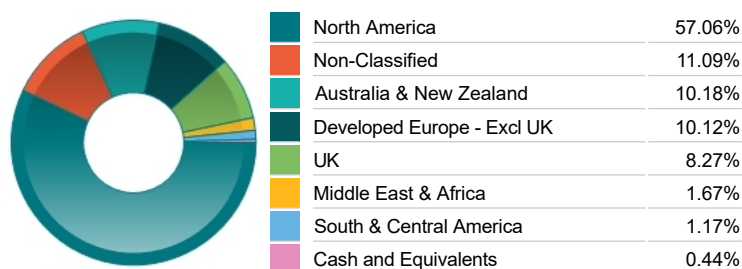 North America 57.06%
Non-Classified 11.09%
Australia & New Zealand 10.18%
Developed Europe - Excl UK 10.12%
UK 8.27%
Middle East & Africa 1.67%
South & Central America 1.17%
Cash and Equivalents 0.44%